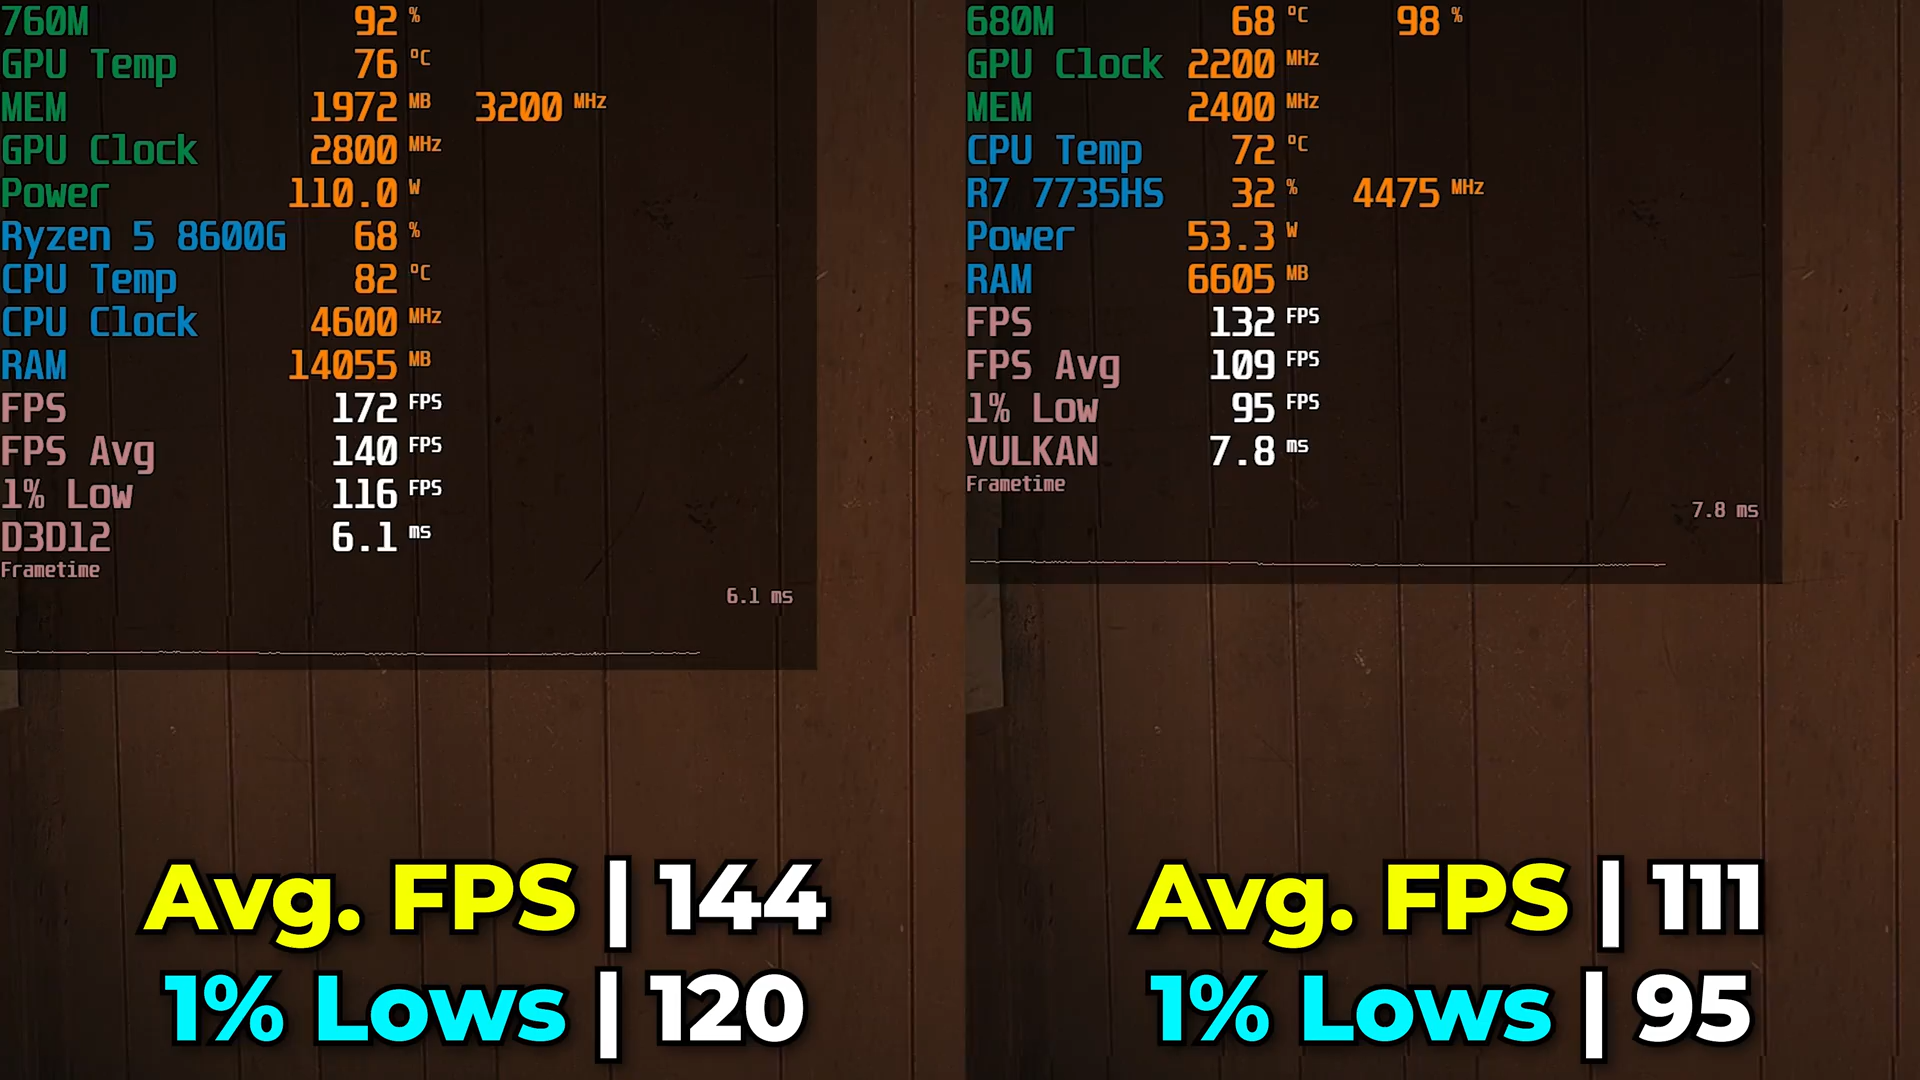 760M 92 %
GPU Temp 76 °C
MEM 1972 MB 3200 MHz
GPU Clock 2800 MHz
Power 110.0 W
Ryzen 5 8600G 68 %
CPU Temp 82 °C
CPU Clock 4600 MHz
RAM 14055 MB
FPS 172 FPS
FPS Avg 140 FPS
1% Low 116 FPS
D3D12 6.1 ms
Frametime
6.1 ms
Avg. FPS | 144
1% Lows | 120
680M 68 °C 98 %
GPU Clock 2200 MHz
MEM 2400 MHz
CPU Temp 72 °C
R7 7735HS 32 % 4475 MHz
Power 53.3 W
RAM 6605 MB
FPS 132 FPS
FPS Avg 109 FPS
1% Low 95 FPS
VULKAN 7.8 ms
Frametime
7.8 ms
Avg. FPS | 111
1% Lows | 95